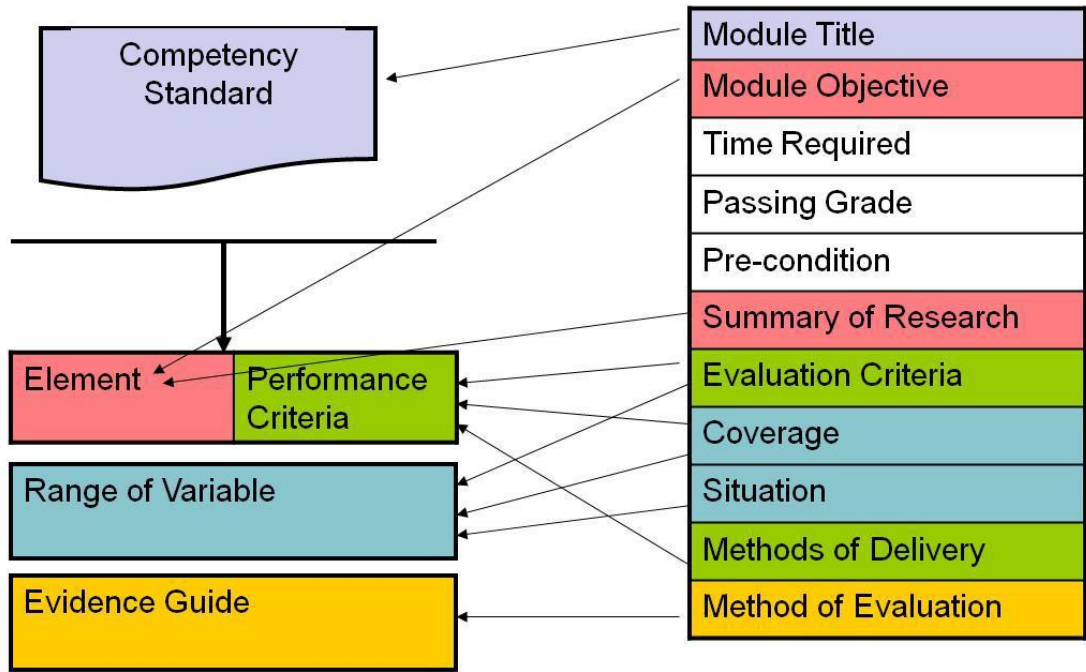 Competency
Standard
Element
Performance
Criteria
Range of Variable
Evidence Guide
Module Title
Module Objective
Time Required
Passing Grade
Pre-condition
Summary of Research
Evaluation Criteria
Coverage
Situation
Methods of Delivery
Method of Evaluation